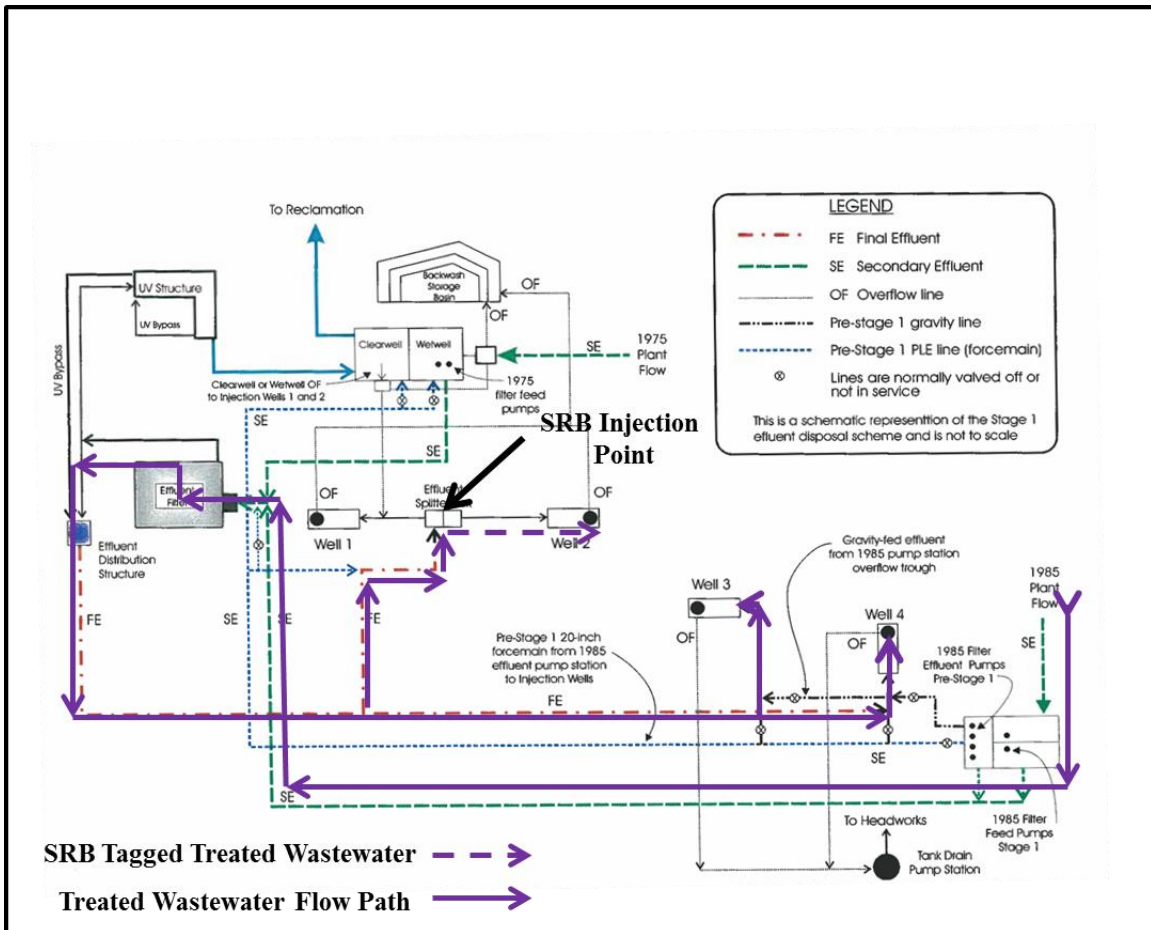 To Reclamation
LEGEND
FE Final Effluent
SE Secondary Effluent
OF Overflow line
Pre-stage 1 gravity line
Pre-Stage 1 PLE line (forcemain)
Lines are normally valved off or
not in service
This is a schematic representtion of the Stage 1
efluent disposal scheme and is not to scale
UV Structure
UV Bypass
UV Bypass
Backwash
Storage
Basin
OF
OF
Clearwell
Wetwell
SE
1975
Plant
Flow
Clearwell or Wetwell OF
to Injection Wells 1 and 2
1975
filter feed
pumps
SE
SE
SRB Injection
Point
Effluent
OF
OF
Well 1
Well 2
Effluent
Distribution
Structure
FE
SE
SE
FE
Gravity-fed effluent
from 1985 pump station
overflow trough
Well 3
Well 4
OF
OF
1985
Plant
Flow
SE
Pre-Stage 1 20-inch
forcemain from 1985
effluent pump station
to Injection Wells
1985 Filter
Effluent Pumps
Pre-Stage 1
FE
SE
SE
1985 Filter
Feed Pumps
Stage 1
To Headworks
Tank Drain
Pump Station
SRB Tagged Treated Wastewater
Treated Wastewater Flow Path